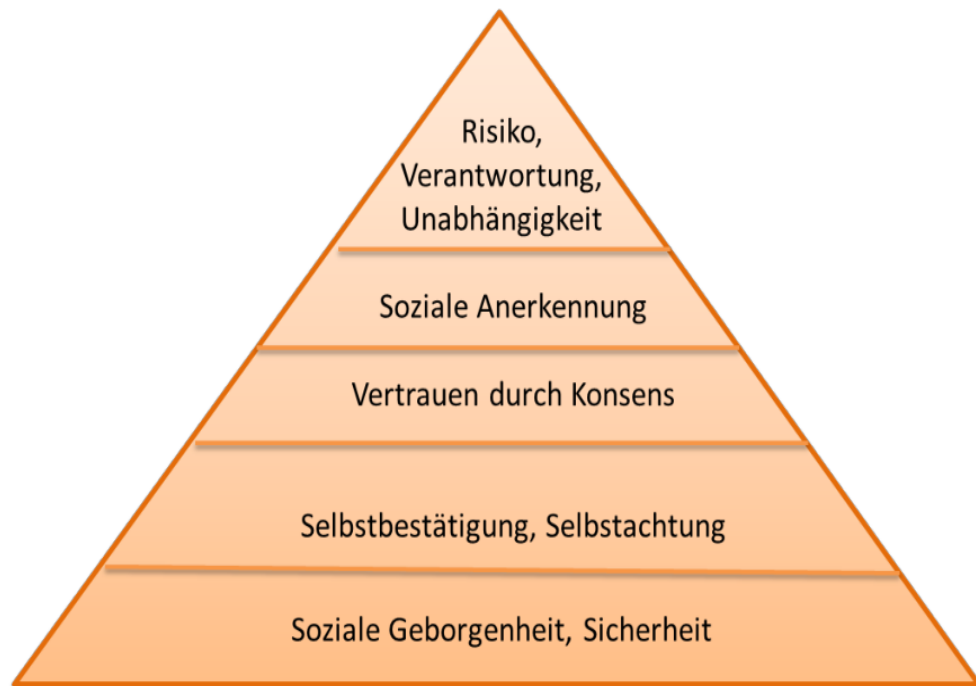 Risiko,
Verantwortung,
Unabhängigkeit
Soziale Anerkennung
Vertrauen durch Konsens
Selbstbestätigung, Selbstachtung
Soziale Geborgenheit, Sicherheit